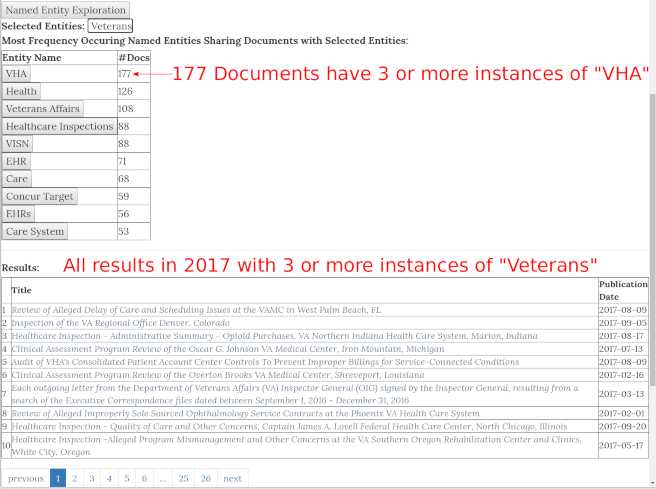 Named Entity Exploration
Selected Entities: Veterans
Most Frequency Occuring Named Entities Sharing Documents with Selected Entities:
Entity Name #Docs
VHA 177 177 Documents have 3 or more instances of "VHA"
Health 126
Veterans Affairs 108
Healthcare Inspections 88
VISN 88
EHR 71
Care 68
Concur Target 59
EHRs 56
Care System 53
Results: All results in 2017 with 3 or more instances of "Veterans"
Title Publication
Date
1 Review of Alleged Delay of Care and Scheduling Issues at the VAMC in West Palm Beach, FL 2017-08-09
2 Inspection of the VA Regional Office Denver, Colorado 2017-09-05
3 Healthcare Inspection - Administrative Summary - Opioid Purchases, VA Northern Indiana Health Care System, Marion, Indiana 2017-08-17
4 Clinical Assessment Program Review of the Oscar G. Johnson VA Medical Center, Iron Mountain, Michigan 2017-07-13
5 Audit of VHA's Consolidated Patient Account Center Controls To Prevent Improper Billings for Service-Connected Conditions 2017-08-09
6 Clinical Assessment Program Review of the Overton Brooks VA Medical Center, Shreveport, Louisiana 2017-02-16
7 Each outgoing letter from the Department of Veterans Affairs (VA) Inspector General (OIG) signed by the Inspector General, resulting from a
search of the Executive Correspondence files dated between September 1, 2016 - December 31, 2016 2017-03-13
8 Review of Alleged Improperly Sole Sourced Ophthalmology Service Contracts at the Phoenix VA Health Care System 2017-02-01
9 Healthcare Inspection - Quality of Care and Other Concerns, Captain James A. Lovell Federal Health Care Center, North Chicago, Illinois 2017-09-20
10 Healthcare Inspection -Alleged Program Mismanagement and Other Concerns at the VA Southern Oregon Rehabilitation Center and Clinics,
White City, Oregon 2017-05-17
previous 1 2 3 4 5 6 ... 25 26 next